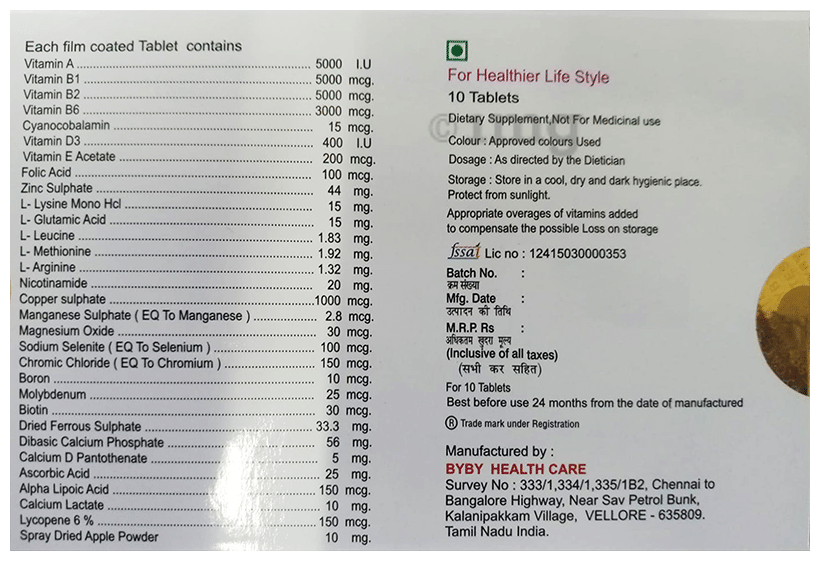 Each film coated Tablet contains
Vitamin A ........ 5000 I.U
Vitamin B1 ........ 5000 mcg.
Vitamin B2 ........ 5000 mcg.
Vitamin B6 ........ 3000 mcg.
Cyanocobalamin ........ 15 mcg.
Vitamin D3 ........ 400 I.U
Vitamin E Acetate ........ 200 mcg.
Folic Acid ........ 100 mcg.
Zinc Sulphate ........ 44 mg.
L- Lysine Mono Hcl ........ 15 mg.
L- Glutamic Acid ........ 15 mg.
L- Leucine ........ 1.83 mg.
L- Methionine ........ 1.92 mg.
L- Arginine ........ 1.32 mg.
Nicotinamide ........ 20 mg.
Copper sulphate ........ 1000 mcg.
Manganese Sulphate ( EQ To Manganese ) ........ 2.8 mcg.
Magnesium Oxide ........ 30 mcg.
Sodium Selenite ( EQ To Selenium ) ........ 100 mcg.
Chromic Chloride ( EQ To Chromium ) ........ 150 mcg.
Boron ........ 10 mcg.
Molybdenum ........ 25 mcg.
Biotin ........ 30 mcg.
Dried Ferrous Sulphate ........ 33.3 mg.
Dibasic Calcium Phosphate ........ 56 mg.
Calcium D Pantothenate ........ 5 mg.
Ascorbic Acid ........ 25 mg.
Alpha Lipoic Acid ........ 150 mcg.
Calcium Lactate ........ 10 mg.
Lycopene 6 % ........ 150 mcg.
Spray Dried Apple Powder 10 mg.
For Healthier Life Style
10 Tablets
Dietary Supplement,Not For Medicinal use
Colour : Approved colours Used
Dosage : As directed by the Dietician
Storage : Store in a cool, dry and dark hygienic place.
Protect from sunlight.
Appropriate overages of vitamins added
to compensate the possible Loss on storage
fssai Lic no : 12415030000353
Batch No. :
क्रम संख्या
Mfg. Date :
उत्पादन की तिथि
M.R.P. Rs :
अधिकतम खुदरा मूल्य
(Inclusive of all taxes)
(सभी कर सहित)
For 10 Tablets
Best before use 24 months from the date of manufactured
® Trade mark under Registration
Manufactured by :
BYBY HEALTH CARE
Survey No : 333/1,334/1,335/1B2, Chennai to
Bangalore Highway, Near Sav Petrol Bunk,
Kalanipakkam Village, VELLORE - 635809.
Tamil Nadu India.